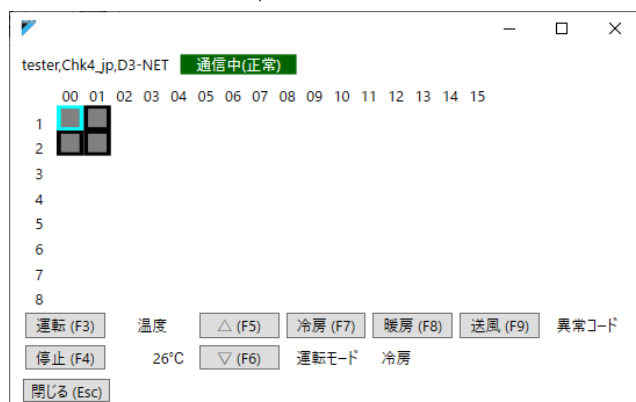 tester,Chk4_jp,D3-NET 通信中(正常)
00 01 02 03 04 05 06 07 08 09 10 11 12 13 14 15
1
2
3
4
5
6
7
8
運転 (F3) 温度 △ (F5) 冷房 (F7) 暖房 (F8) 送風 (F9) 異常コード
停止 (F4) 26°C ▽ (F6) 運転モード 冷房
閉じる (Esc)